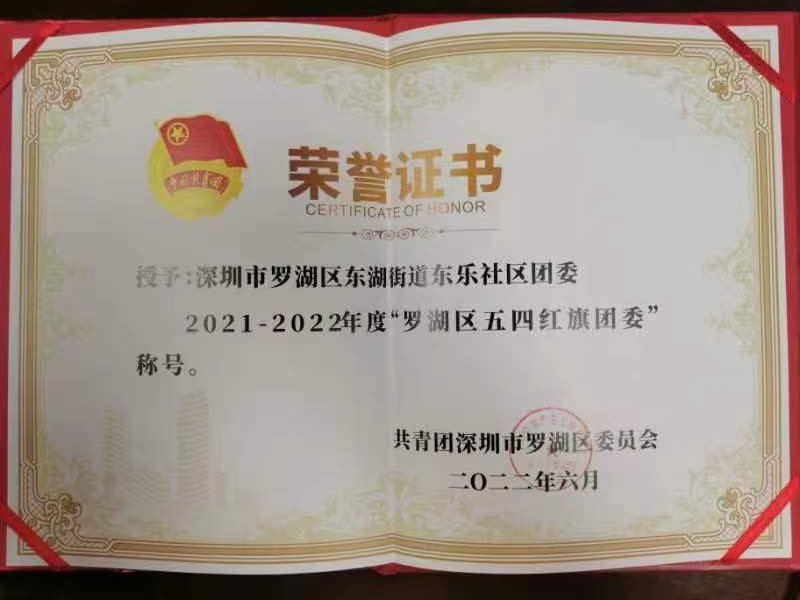 中国共青团
荣誉证书
CERTIFICATE OF HONOR
授予:深圳市罗湖区东湖街道东乐社区团委
2021-2022年度“罗湖区五四红旗团委”
称号。
共青团深圳市罗湖区委员会
二〇二二年六月